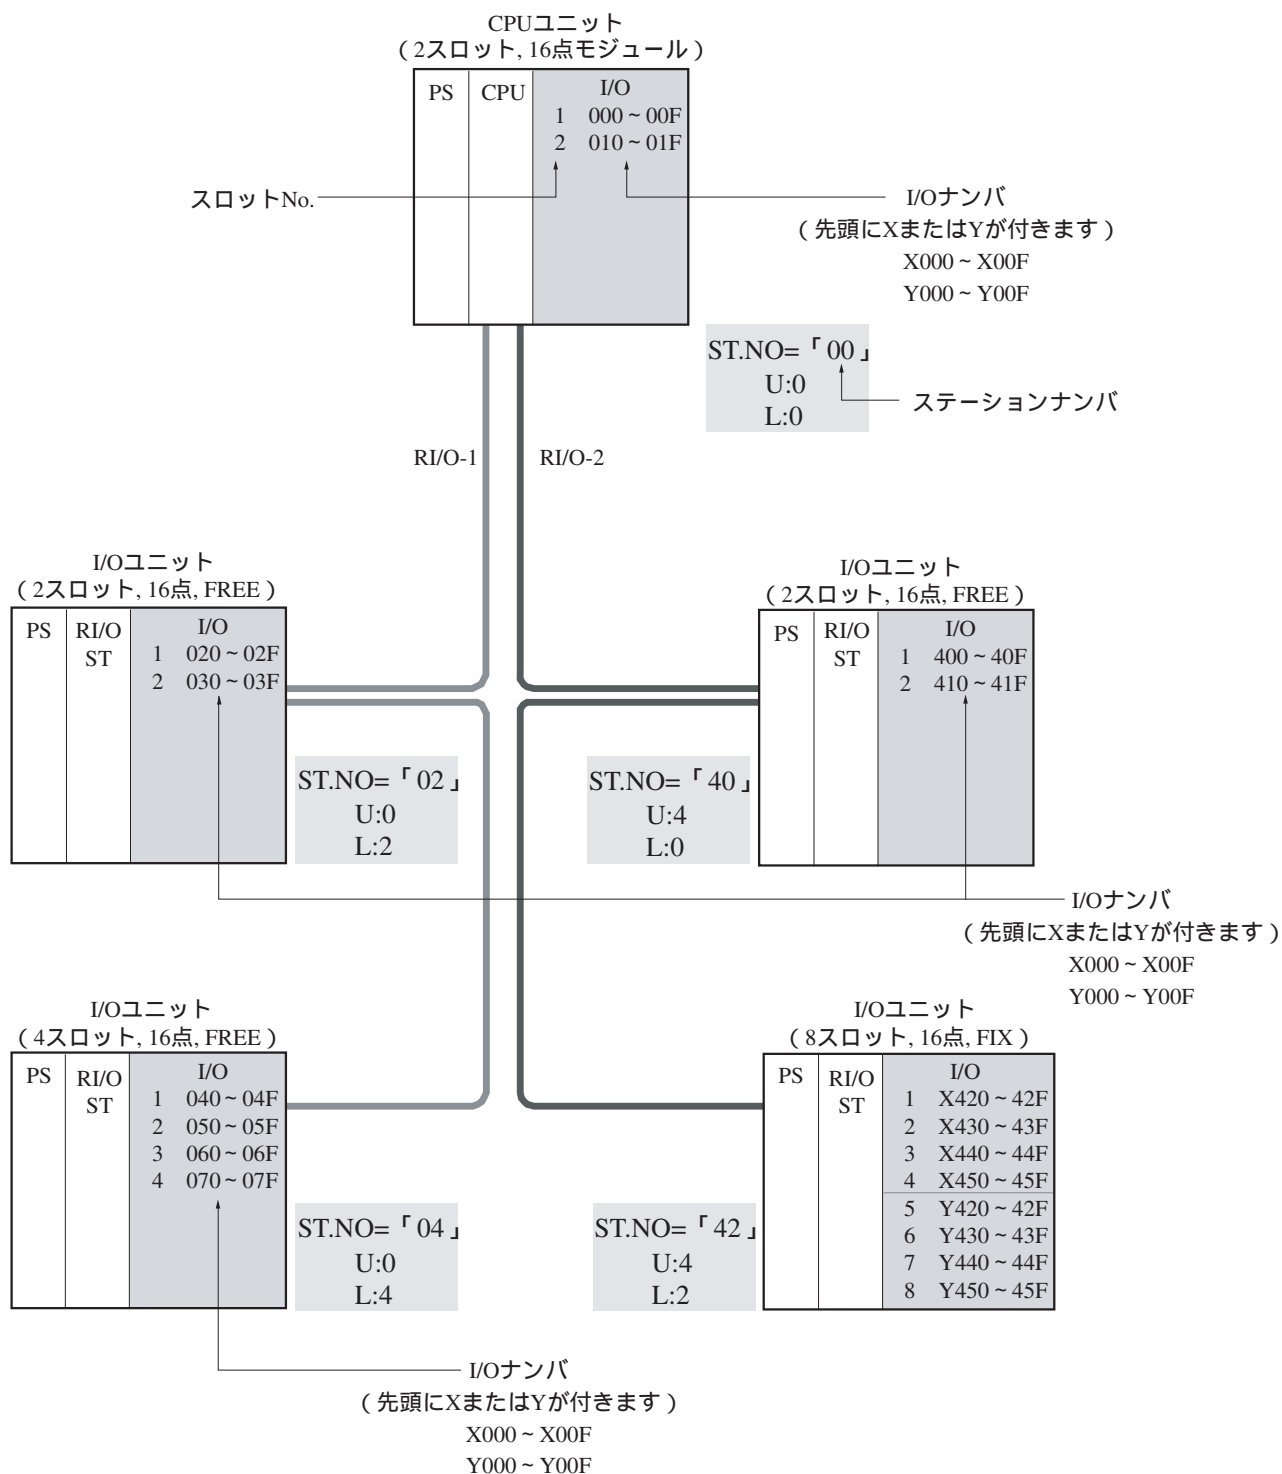 CPUユニット
（2スロット, 16点モジュール）
PS CPU I/O
1 000～00F
2 010～01F
スロットNo.
I/Oナンバ
（先頭にXまたはYが付きます）
X000～X00F
Y000～Y00F
ST.NO=「00」
U:0
L:0
ステーションナンバ
RI/O-1
RI/O-2
I/Oユニット
（2スロット, 16点, FREE）
PS RI/O ST I/O
1 020～02F
2 030～03F
ST.NO=「02」
U:0
L:2
I/Oユニット
（2スロット, 16点, FREE）
PS RI/O ST I/O
1 400～40F
2 410～41F
ST.NO=「40」
U:4
L:0
I/Oナンバ
（先頭にXまたはYが付きます）
X000～X00F
Y000～Y00F
I/Oユニット
（4スロット, 16点, FREE）
PS RI/O ST I/O
1 040～04F
2 050～05F
3 060～06F
4 070～07F
ST.NO=「04」
U:0
L:4
I/Oユニット
（8スロット, 16点, FIX）
PS RI/O ST I/O
1 X420～42F
2 X430～43F
3 X440～44F
4 X450～45F
5 Y420～42F
6 Y430～43F
7 Y440～44F
8 Y450～45F
ST.NO=「42」
U:4
L:2
I/Oナンバ
（先頭にXまたはYが付きます）
X000～X00F
Y000～Y00F